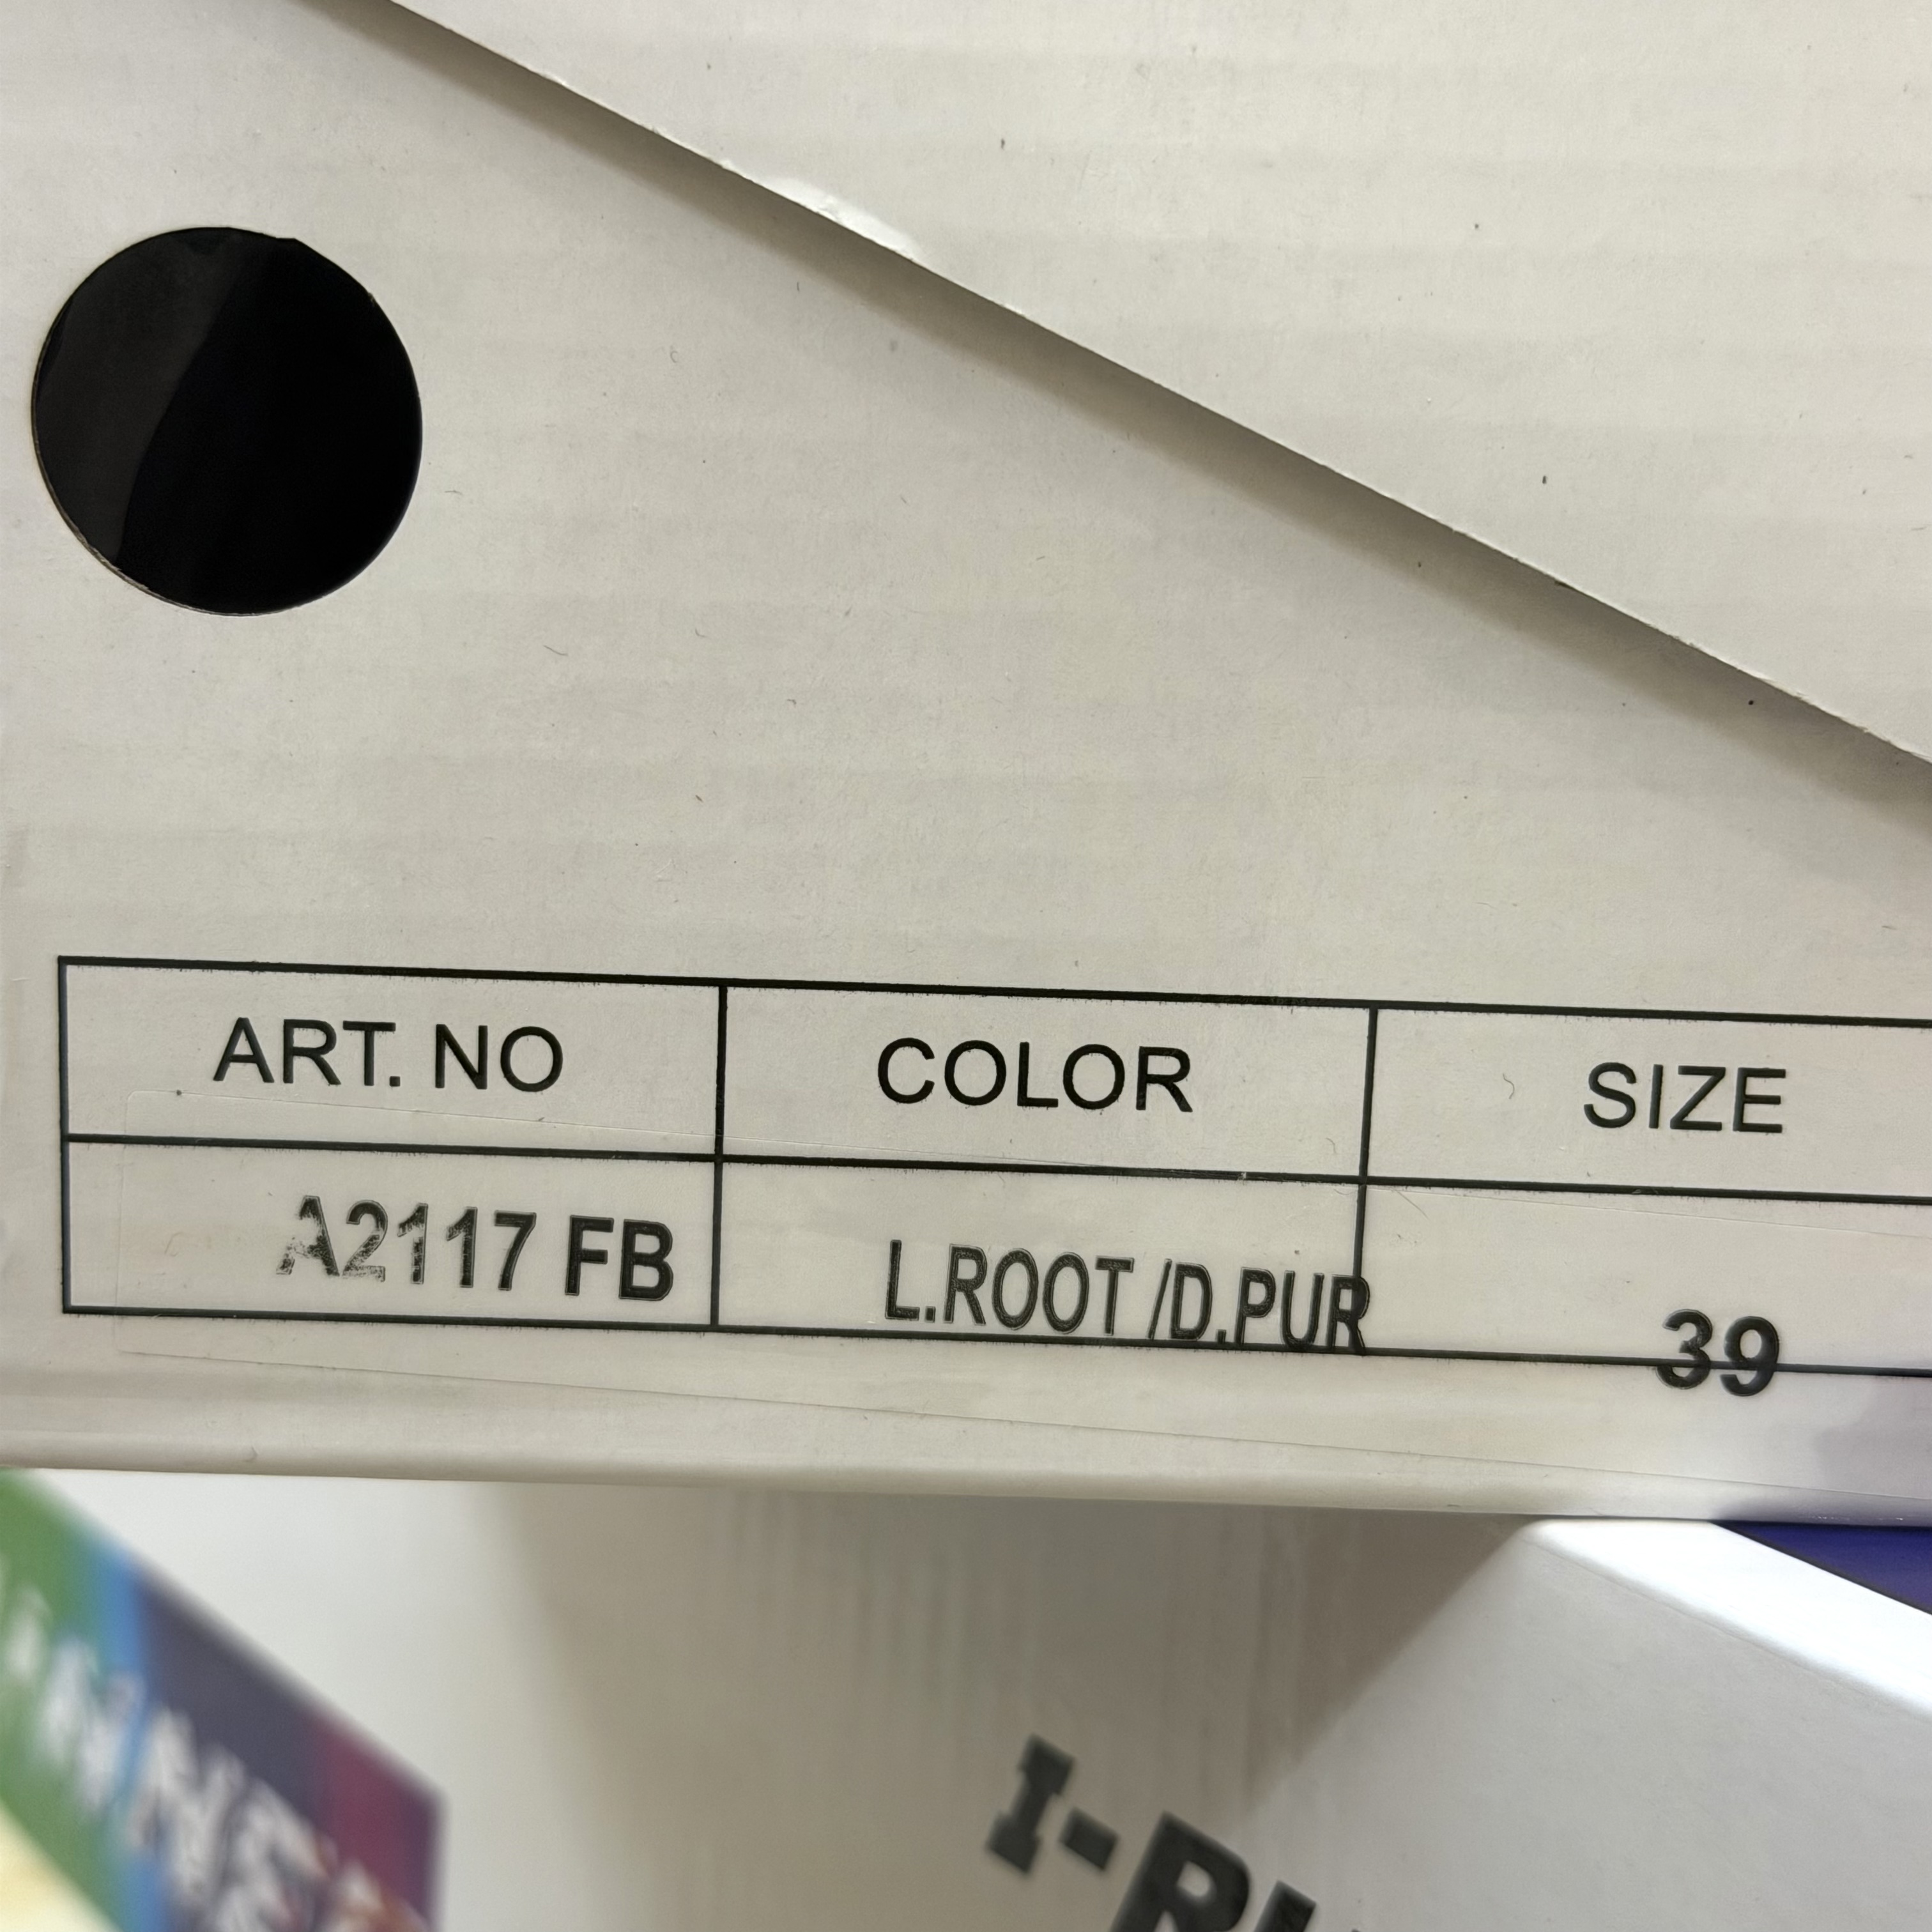 ART. NO COLOR SIZE
A2117 FB L.ROOT /D.PUR 39